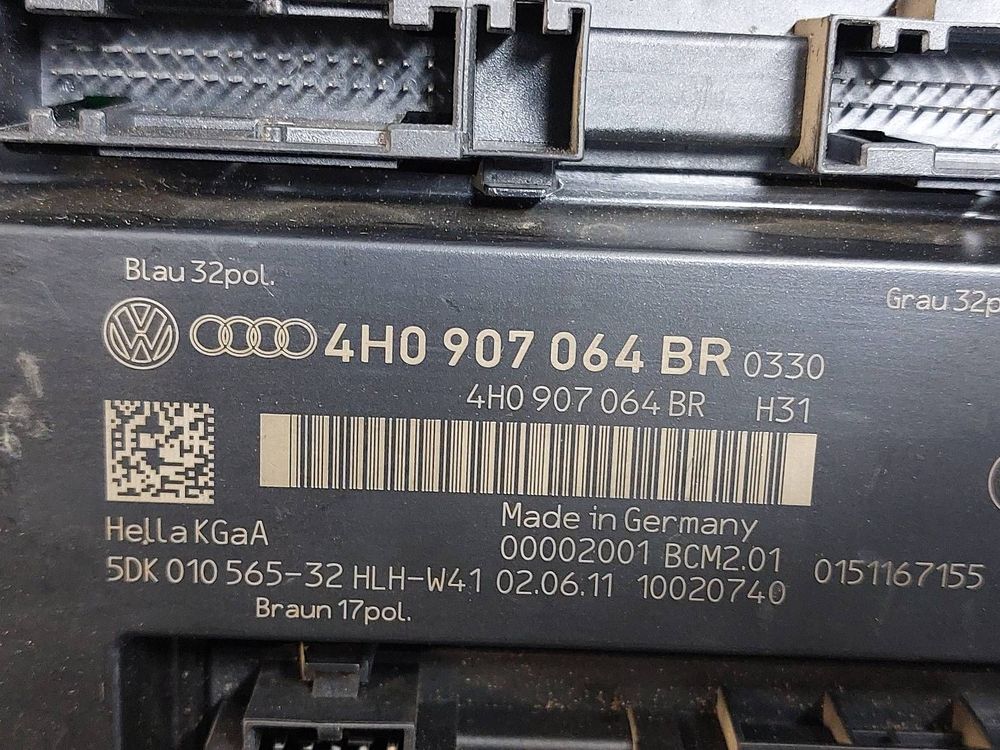 Blau 32pol.
Grau 32p
4H0 907 064 BR 0330
4H0 907 064 BR H31
Hella KGaA
Made in Germany
00002001 BCM2.01 0151167155
5DK 010 565-32 HLH-W41 02.06.11 10020740
Braun 17pol.